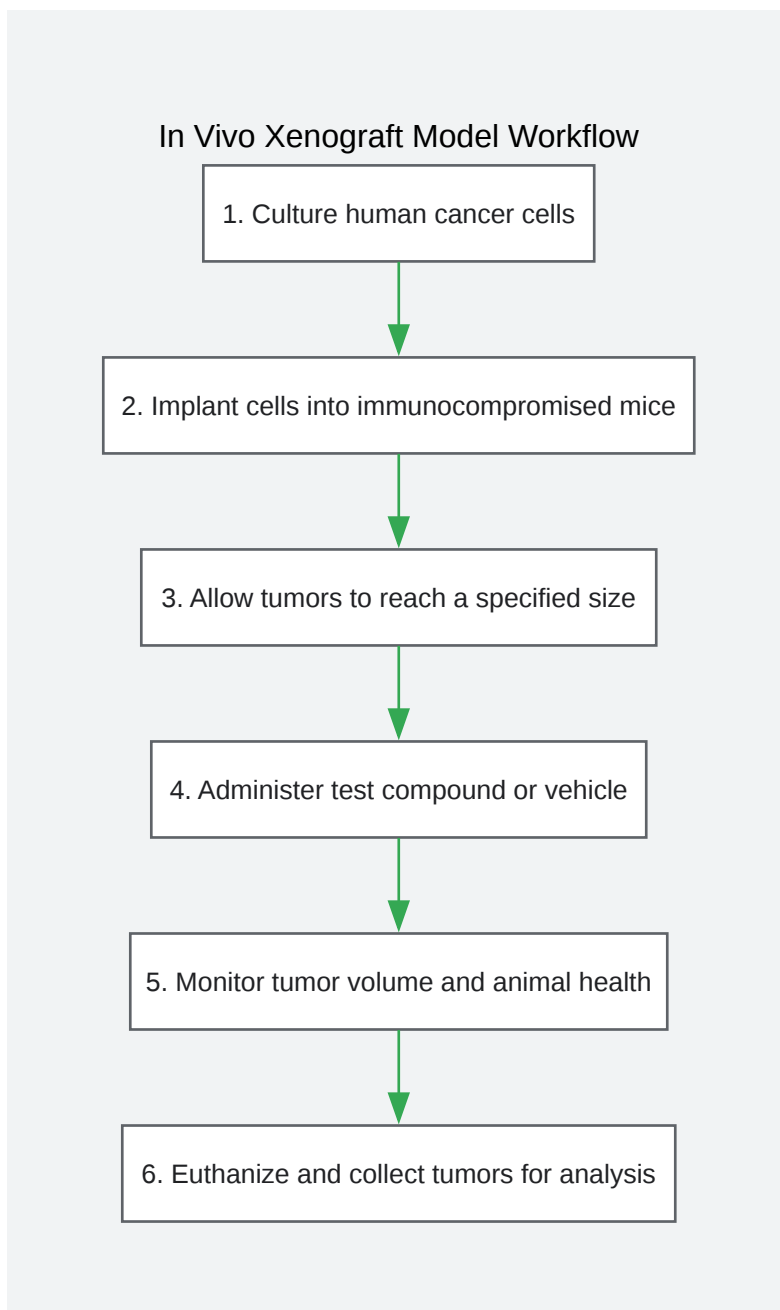 In Vivo Xenograft Model Workflow
1. Culture human cancer cells
2. Implant cells into immunocompromised mice
3. Allow tumors to reach a specified size
4. Administer test compound or vehicle
5. Monitor tumor volume and animal health
6. Euthanize and collect tumors for analysis